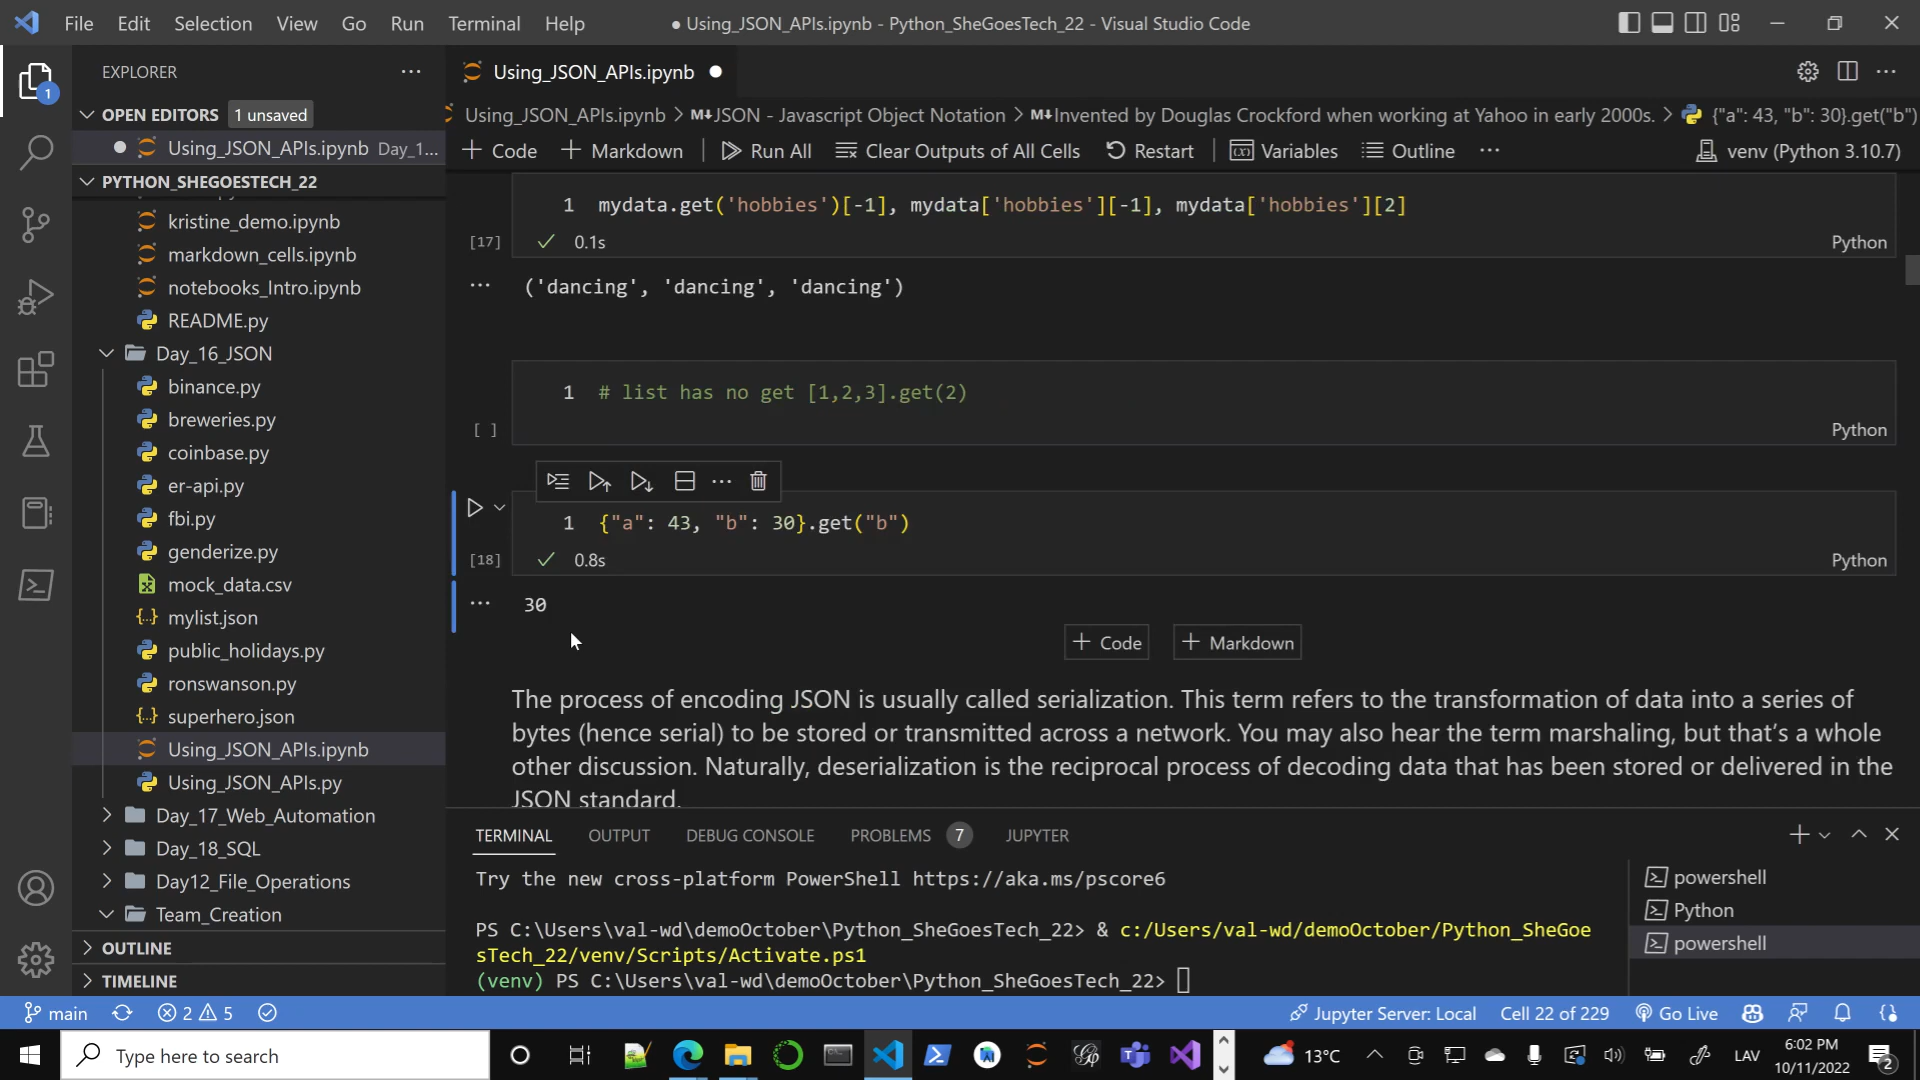 File Edit Selection View Go Run Terminal Help
● Using_JSON_APIs.ipynb - Python_SheGoesTech_22 - Visual Studio Code
EXPLORER
OPEN EDITORS 1 unsaved
Using_JSON_APIs.ipynb Day_1...
PYTHON_SHEGOESTECH_22
kristine_demo.ipynb
markdown_cells.ipynb
notebooks_Intro.ipynb
README.py
Day_16_JSON
binance.py
breweries.py
coinbase.py
er-api.py
fbi.py
genderize.py
mock_data.csv
mylist.json
public_holidays.py
ronswanson.py
superhero.json
Using_JSON_APIs.ipynb
Using_JSON_APIs.py
Day_17_Web_Automation
Day_18_SQL
Day12_File_Operations
Team_Creation
OUTLINE
TIMELINE
1
Using_JSON_APIs.ipynb
Using_JSON_APIs.ipynb > M↓JSON - Javascript Object Notation > M↓Invented by Douglas Crockford when working at Yahoo in early 2000s. > {"a": 43, "b": 30}.get("b")
+ Code + Markdown Run All Clear Outputs of All Cells Restart Variables Outline ... venv (Python 3.10.7)
1 mydata.get('hobbies')[-1], mydata['hobbies'][-1], mydata['hobbies'][2]
[17] ✓ 0.1s Python
... ('dancing', 'dancing', 'dancing')
1 # list has no get [1,2,3].get(2)
[ ] Python
1 {"a": 43, "b": 30}.get("b")
[18] ✓ 0.8s Python
... 30
+ Code + Markdown
The process of encoding JSON is usually called serialization. This term refers to the transformation of data into a series of
bytes (hence serial) to be stored or transmitted across a network. You may also hear the term marshaling, but that’s a whole
other discussion. Naturally, deserialization is the reciprocal process of decoding data that has been stored or delivered in the
JSON standard.
TERMINAL OUTPUT DEBUG CONSOLE PROBLEMS 7 JUPYTER
Try the new cross-platform PowerShell https://aka.ms/pscore6
PS C:\Users\val-wd\demoOctober\Python_SheGoesTech_22> & c:/Users/val-wd/demoOctober/Python_SheGoe
sTech_22/venv/Scripts/Activate.ps1
(venv) PS C:\Users\val-wd\demoOctober\Python_SheGoesTech_22>
powershell
Python
powershell
main 2 5 Jupyter Server: Local Cell 22 of 229 Go Live
Type here to search 13°C LAV
6:02 PM
10/11/2022
2